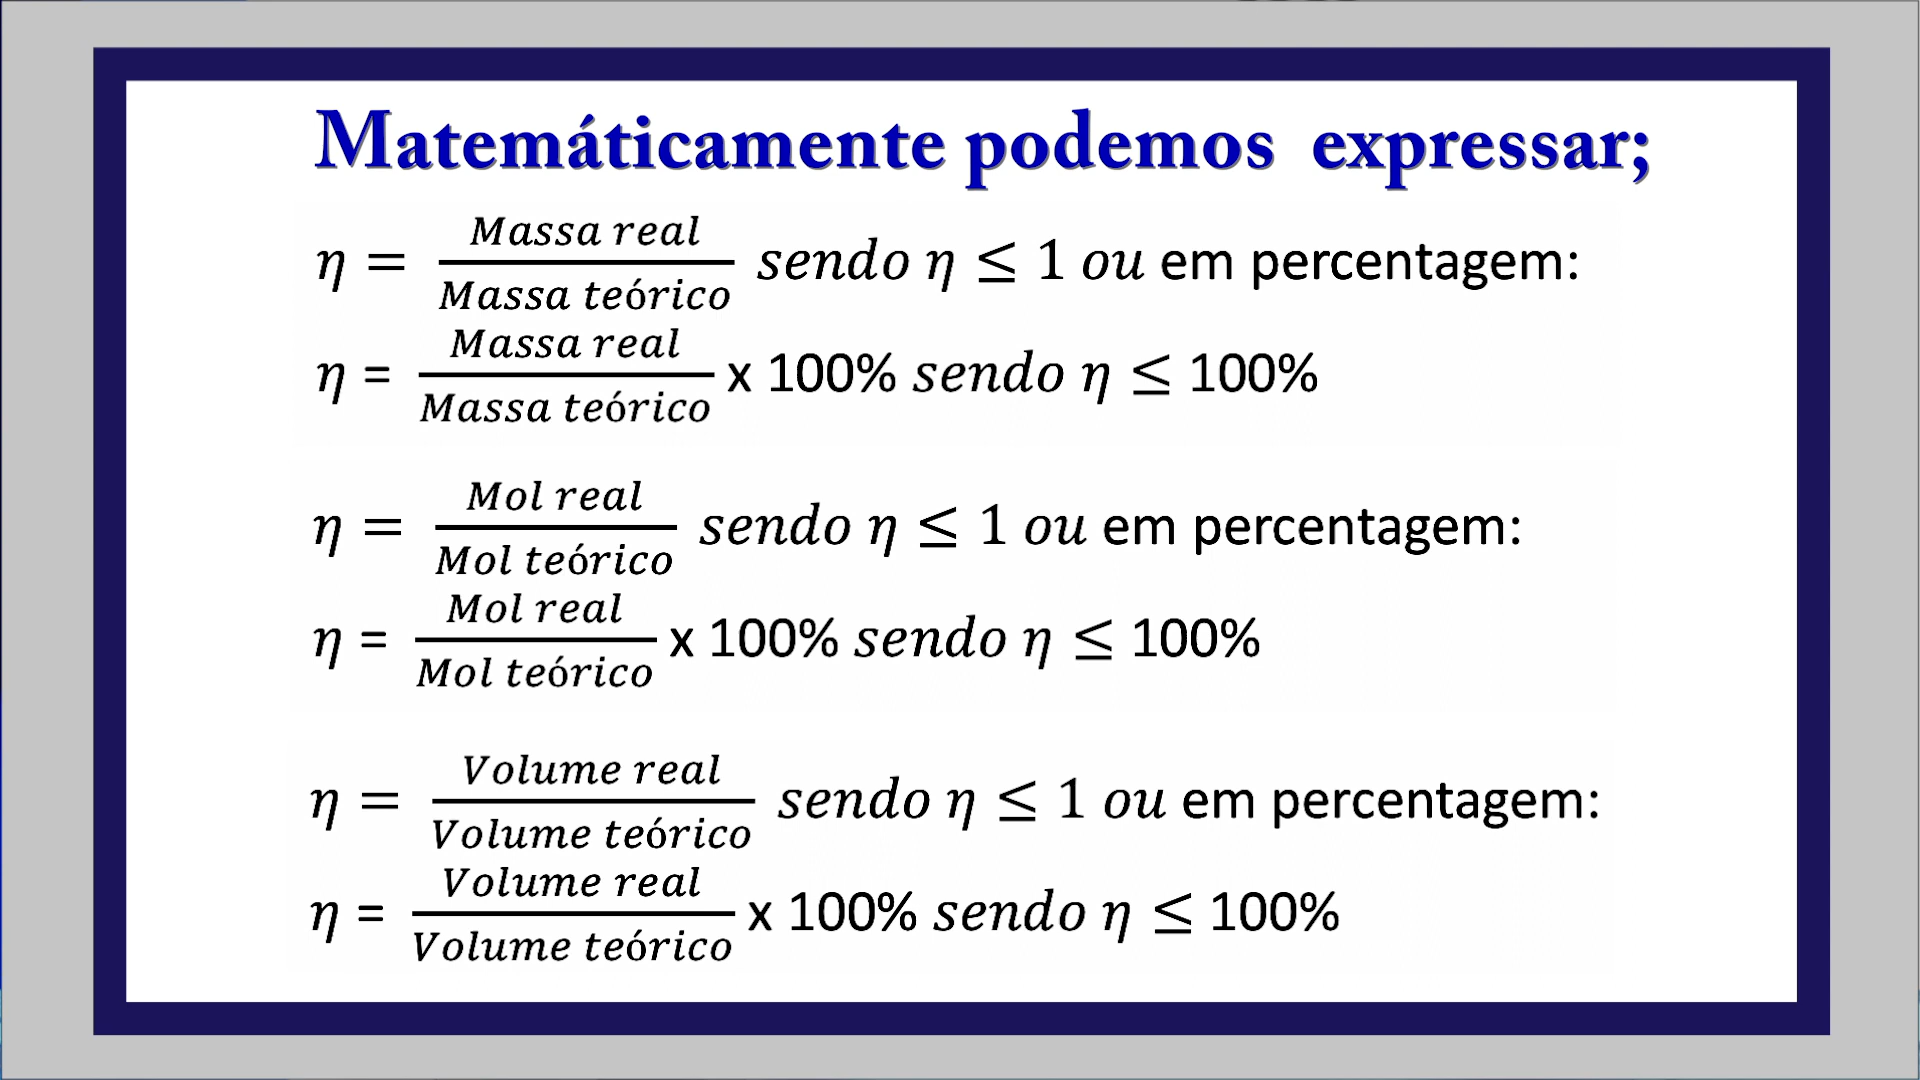 Matemáticamente podemos expressar;
η = Massa real / Massa teórico sendo η ≤ 1 ou em percentagem:
η = Massa real / Massa teórico x 100% sendo η ≤ 100%
η = Mol real / Mol teórico sendo η ≤ 1 ou em percentagem:
η = Mol real / Mol teórico x 100% sendo η ≤ 100%
η = Volume real / Volume teórico sendo η ≤ 1 ou em percentagem:
η = Volume real / Volume teórico x 100% sendo η ≤ 100%